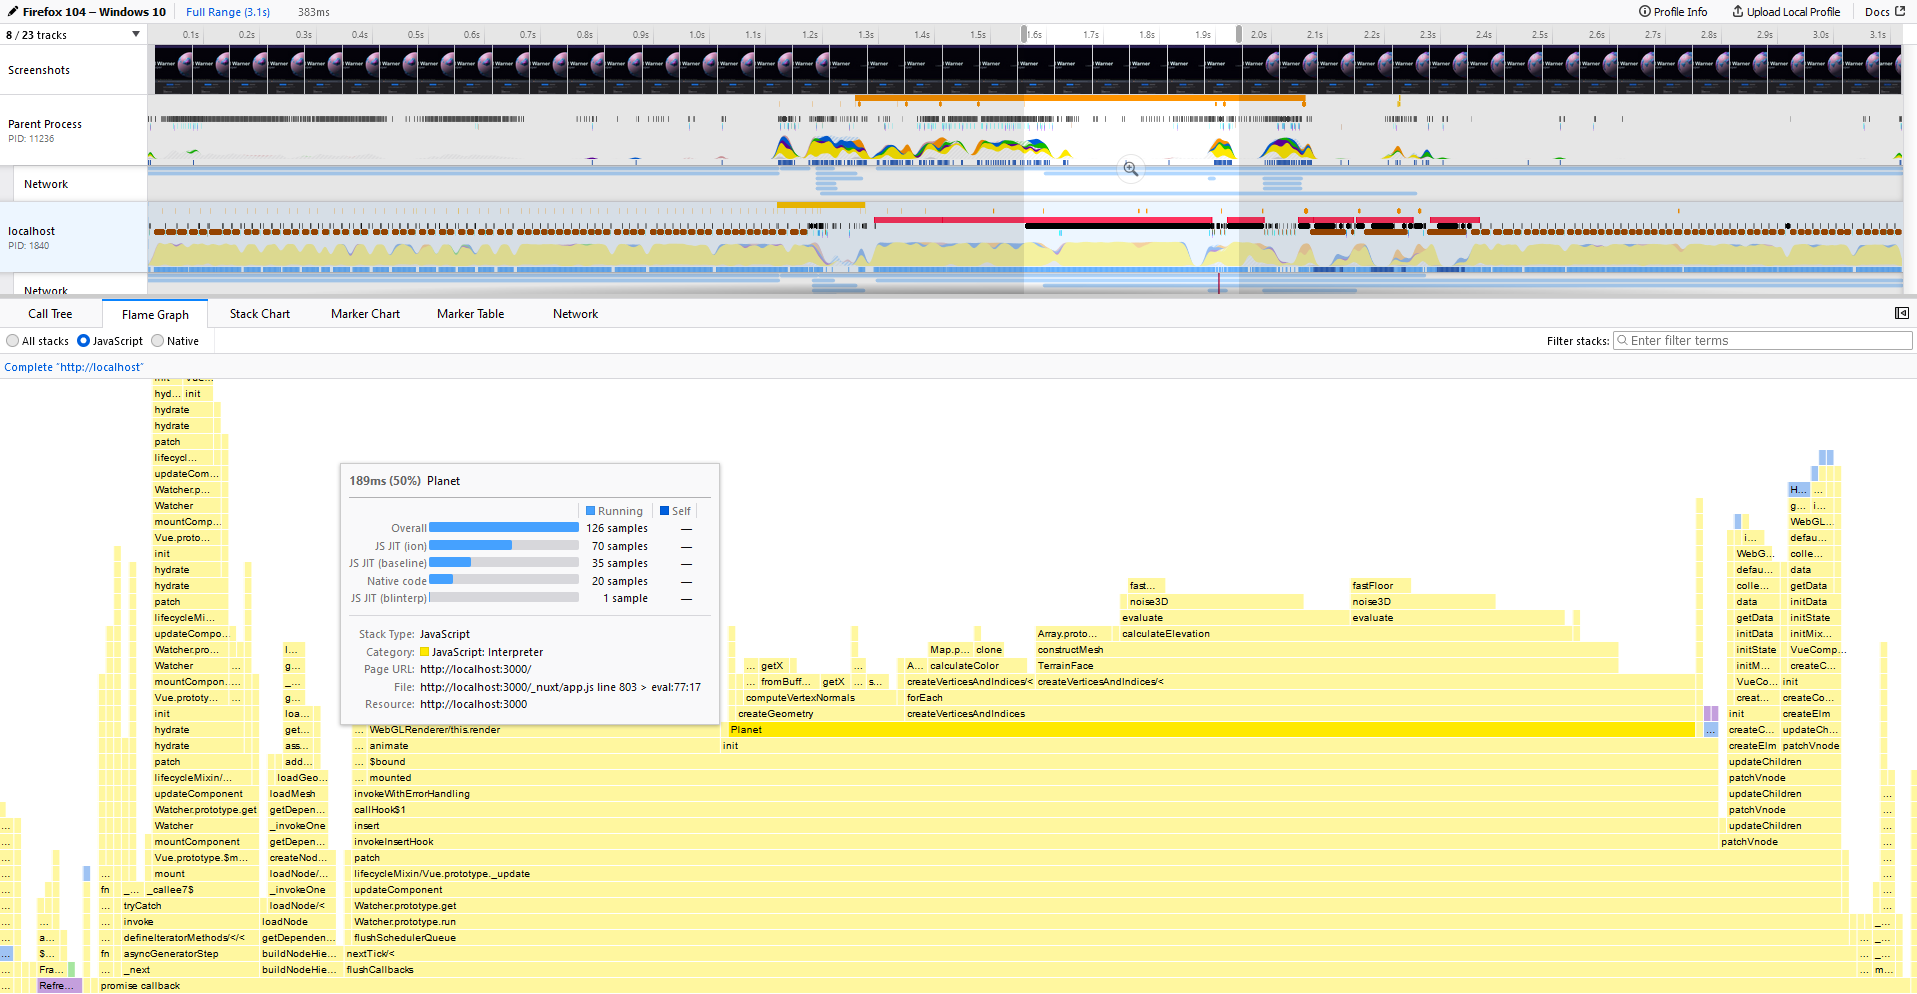 Firefox 104 – Windows 10 Full Range (3.1s) 383ms Profile Info Upload Local Profile Docs
8 / 23 tracks 0.1s 0.2s 0.3s 0.4s 0.5s 0.6s 0.7s 0.8s 0.9s 1.0s 1.1s 1.2s 1.3s 1.4s 1.5s 1.6s 1.7s 1.8s 1.9s 2.0s 2.1s 2.2s 2.3s 2.4s 2.5s 2.6s 2.7s 2.8s 2.9s 3.0s 3.1s
Screenshots
Parent Process
PID: 11236
Network
localhost
PID: 1840
Network
Call Tree Flame Graph Stack Chart Marker Chart Marker Table Network
All stacks JavaScript Native Filter stacks: Enter filter terms
Complete "http://localhost"
189ms (50%) Planet
Running Self
Overall 126 samples —
JS JIT (ion) 70 samples —
JS JIT (baseline) 35 samples —
Native code 20 samples —
JS JIT (blinterp) 1 sample —
Stack Type: JavaScript
Category: JavaScript: Interpreter
Page URL: http://localhost:3000/
File: http://localhost:3000/_nuxt/app.js line 803 > eval:77:17
Resource: http://localhost:3000
hyd... init
hydrate
hydrate
patch
lifecycl...
updateCom...
Watcher.p... H... ...
Watcher g... i...
mountComp... WebGL...
Vue.proto... i... defau...
init WebG... colle...
hydrate defau... data
hydrate fast... fastFloor colle... getData
patch noise3D noise3D data initData
lifecycleMi... evaluate evaluate getData initState
updateCompo... Array.proto... calculateElevation initData initMix...
Watcher.pro... l... Map.p... clone constructMesh initState VueComp...
Watcher ... g... ... getX ... A... calculateColor TerrainFace initM... createC...
mountCompon... ... _... ... fromBuff... getX ... s... createVerticesAndIndices/< createVerticesAndIndices/< VueCo... init
Vue.prototy... ... g... computeVertexNormals forEach creat... createCo...
init loa... createGeometry createVerticesAndIndices init createElm
hydrate get... ... WebGLRenderer/this.render Planet ... createC... updateCh...
hydrate ass... ... animate init createElm patchVnode
patch add... ... $bound updateChildren
lifecycleMixin/... loadGeo... ... mounted patchVnode
updateComponent loadMesh invokeWithErrorHandling updateChildren ...
Watcher.prototype.get getDepen... callHook$1 patchVnode ...
... Watcher _invokeOne insert updateChildren ...
... mountComponent getDepen... invokeInsertHook patchVnode ...
... Vue.prototype.$m... createNod... patch ...
... ... mount loadNode/... lifecycleMixin/Vue.prototype._update ...
... fn _... _callee7$ _invokeOne updateComponent ...
... ... tryCatch loadNode/< Watcher.prototype.get ...
... ... ... invoke loadNode Watcher.prototype.run ... _...
... a... ... defineIteratorMethods/</< getDependen... flushSchedulerQueue ... _...
... $... fn asyncGeneratorStep buildNodeHie... nextTick/< ... _...
... Fra... ... _next buildNodeHie... flushCallbacks ... m...
... Refre... promise callback